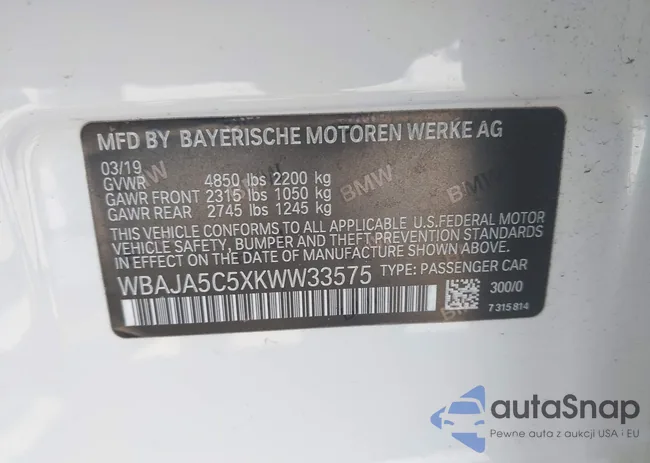 MFD BY BAYERISCHE MOTOREN WERKE AG
03/19
GVWR 4850 lbs 2200 kg
GAWR FRONT 2315 lbs 1050 kg
GAWR REAR 2745 lbs 1245 kg
THIS VEHICLE CONFORMS TO ALL APPLICABLE U.S.FEDERAL MOTOR
VEHICLE SAFETY, BUMPER AND THEFT PREVENTION STANDARDS
IN EFFECT ON THE DATE OF MANUFACTURE SHOWN ABOVE.
WBAJA5C5XKWW33575 TYPE: PASSENGER CAR
300/0
7 315 814
BMW
BMW
BMW
autoSnap
Pewne auta z aukcji USA i EU